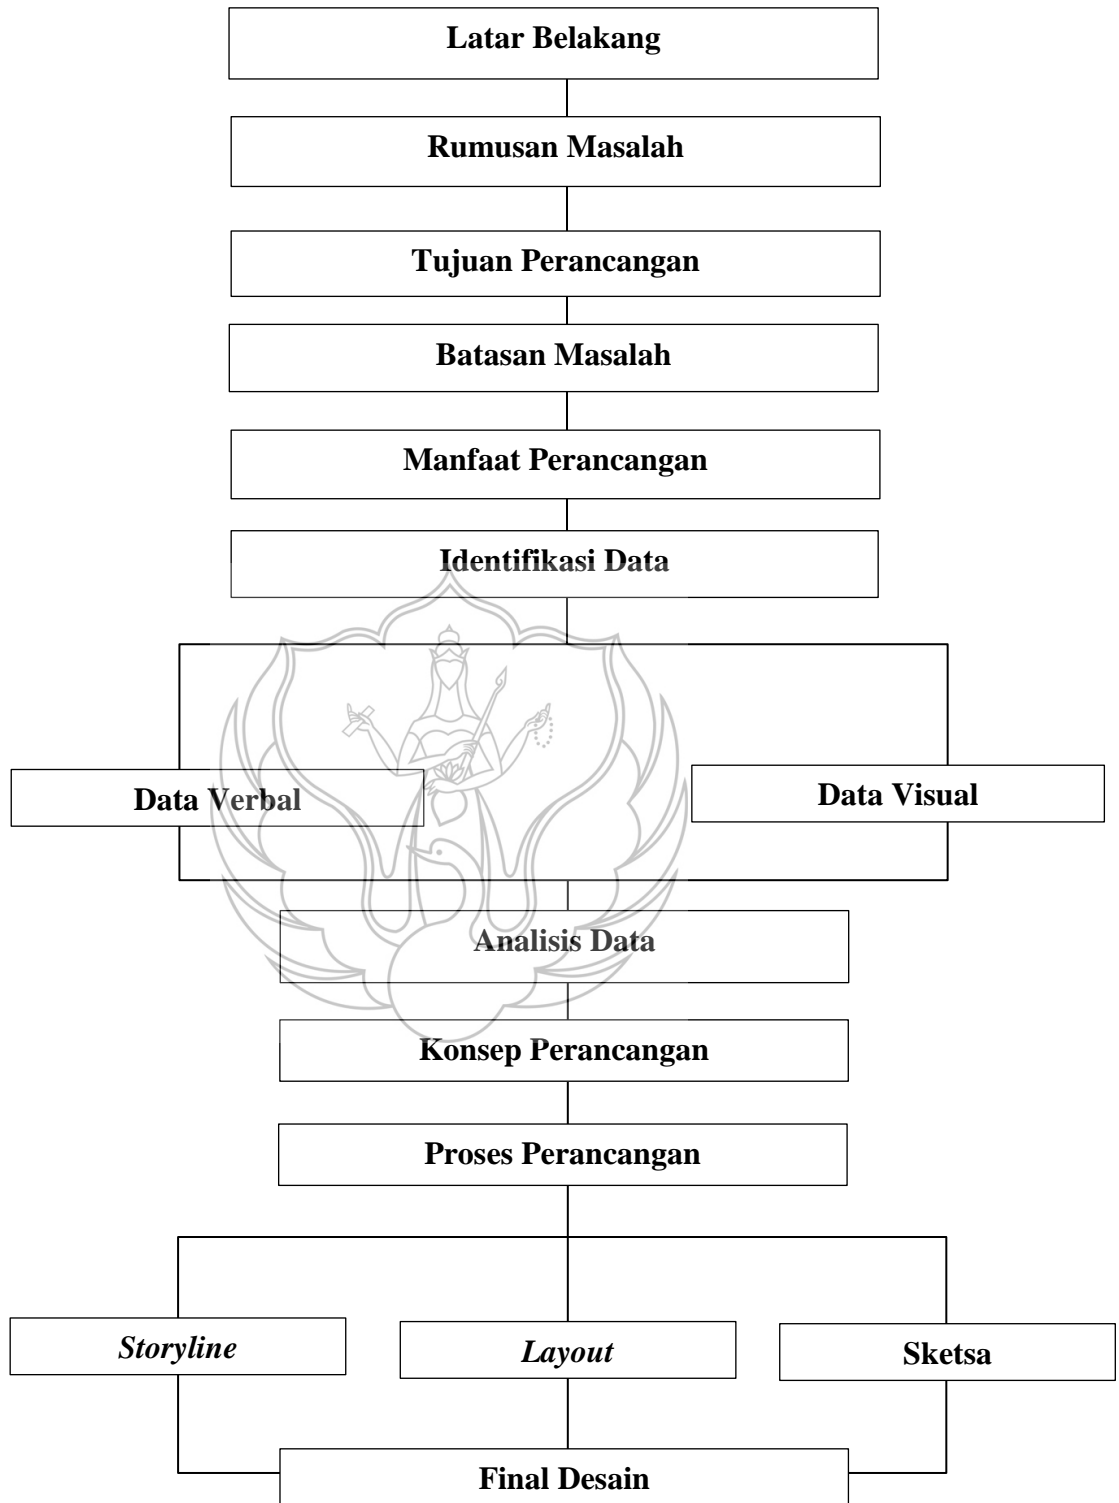 Latar Belakang
Rumusan Masalah
Tujuan Perancangan
Batasan Masalah
Manfaat Perancangan
Identifikasi Data
Data Verbal
Data Visual
Analisis Data
Konsep Perancangan
Proses Perancangan
Storyline
Layout
Sketsa
Final Desain